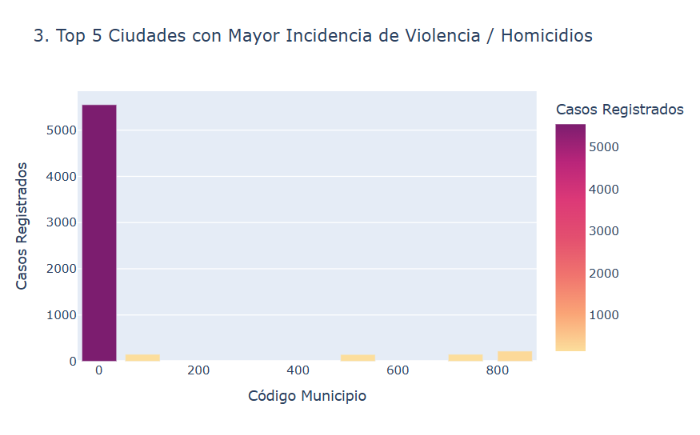 3. Top 5 Ciudades con Mayor Incidencia de Violencia / Homicidios
Casos Registrados
5000
4000
3000
2000
1000
0
0 200 400 600 800
Código Municipio
Casos Registrados
5000
4000
3000
2000
1000